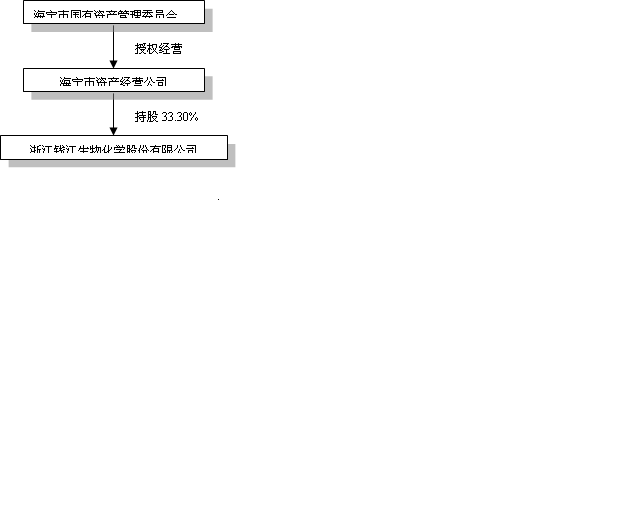 海宁市国有资产管理委员会
授权经营
海宁市资产经营公司
持股 33.30%
浙江钱江生物化学股份有限公司